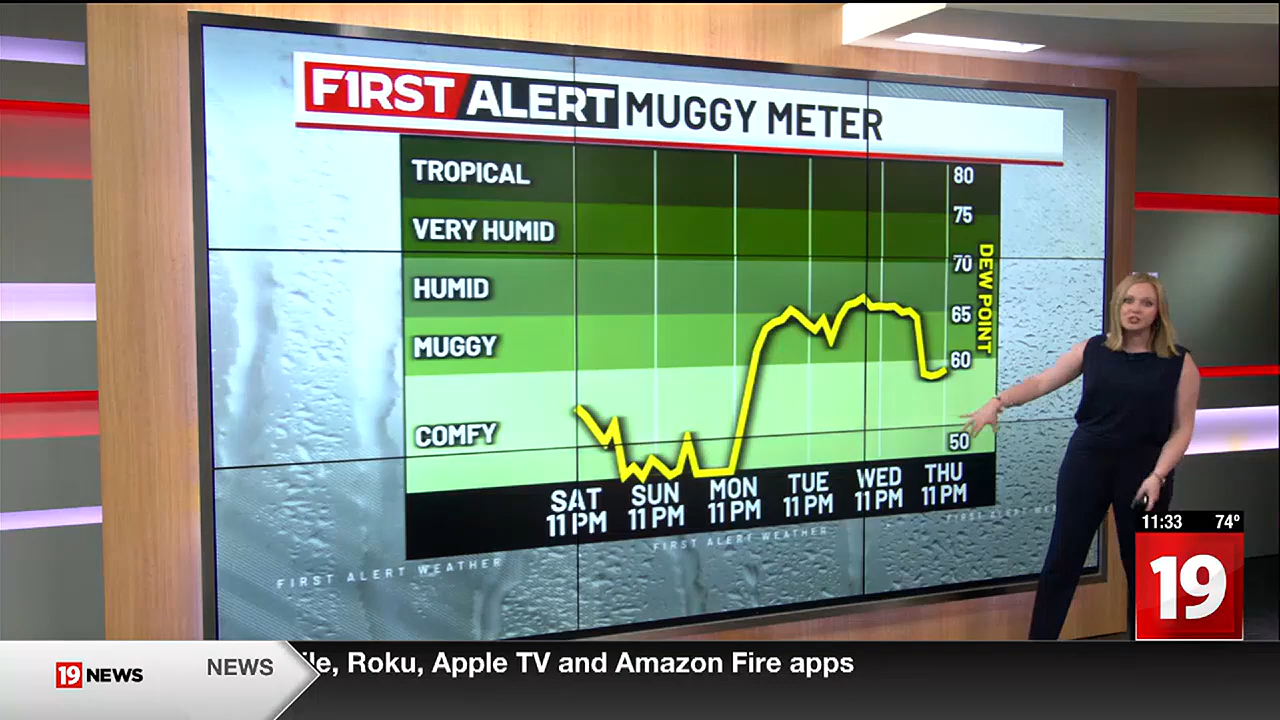 F1RST ALERT MUGGY METER
TROPICAL
VERY HUMID
HUMID
MUGGY
COMFY
80
75
70
65
60
50
DEW POINT
SAT
11 PM
SUN
11 PM
MON
11 PM
TUE
11 PM
WED
11 PM
THU
11 PM
FIRST ALERT WEATHER
FIRST ALERT WEATHER
FIRST ALERT WE
11:33 74°
19
19 NEWS
NEWS
ile, Roku, Apple TV and Amazon Fire apps